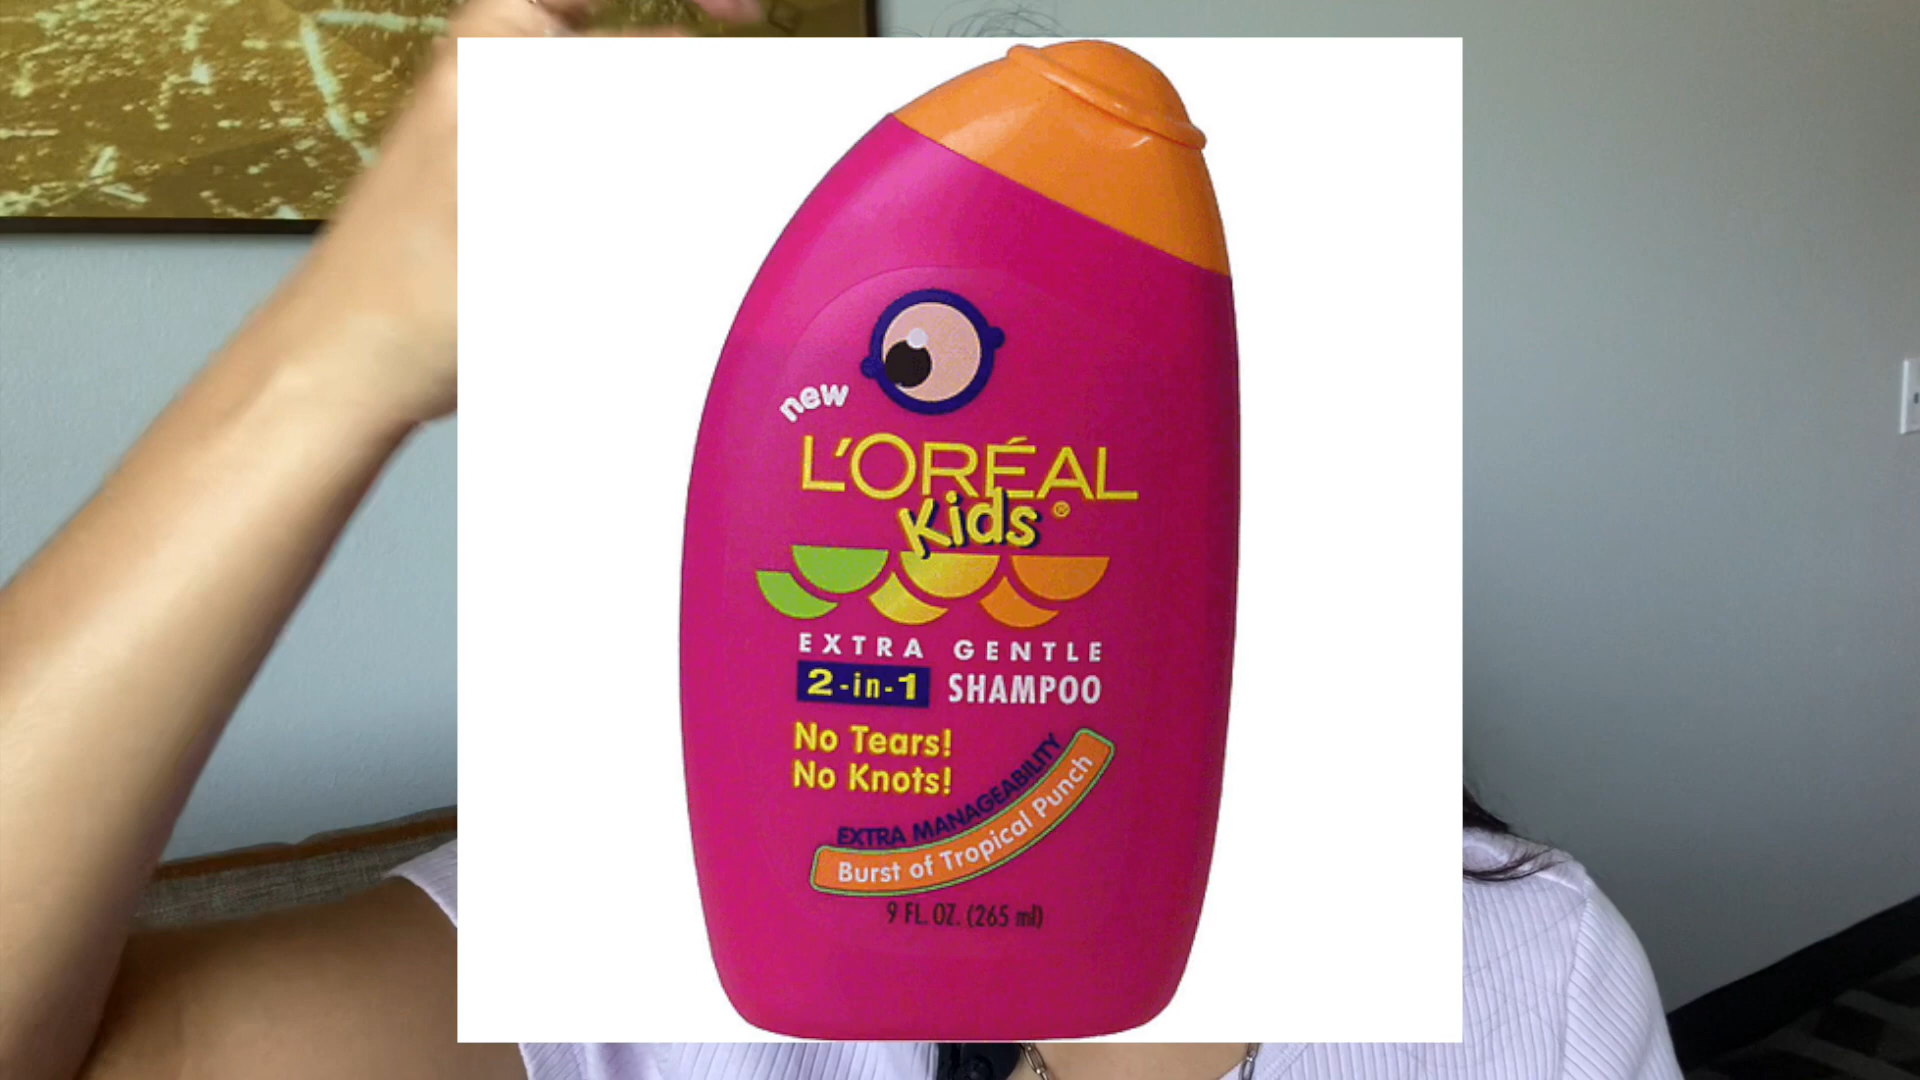 new
L'ORÉAL
Kids®
EXTRA GENTLE
2-in-1 SHAMPOO
No Tears!
No Knots!
EXTRA MANAGEABILITY
Burst of Tropical Punch
9 FL. OZ. (265 ml)